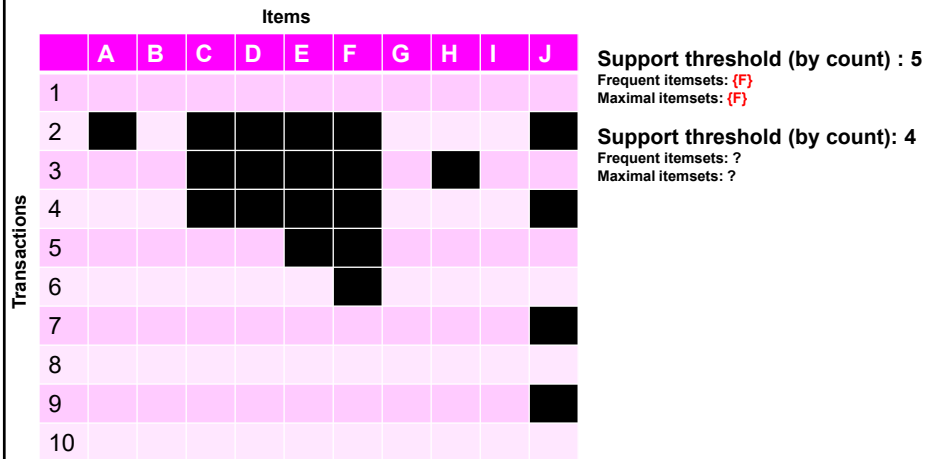 Items
A B C D E F G H I J
Transactions
1
2
3
4
5
6
7
8
9
10
Support threshold (by count) : 5
Frequent itemsets: {F}
Maximal itemsets: {F}
Support threshold (by count): 4
Frequent itemsets: ?
Maximal itemsets: ?